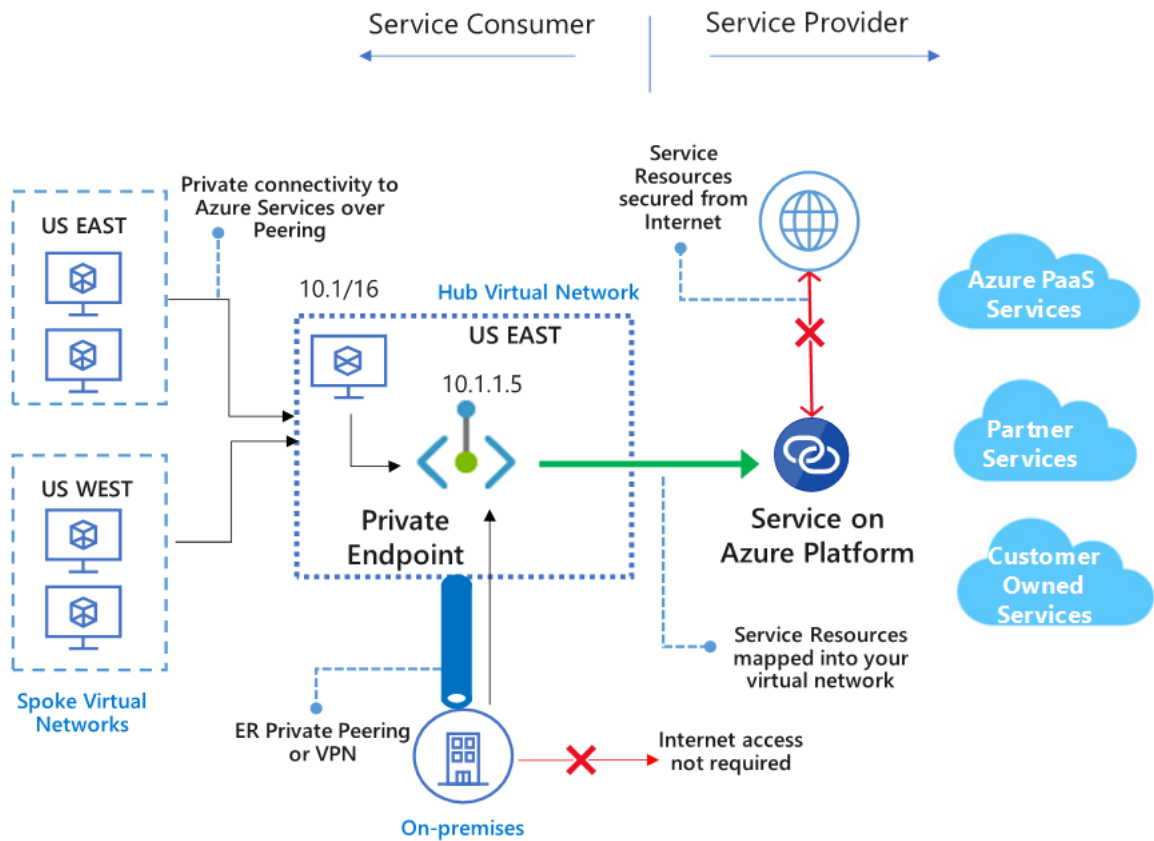 Service Consumer
Service Provider
Private connectivity to
Azure Services over
Peering
Service
Resources
secured from
Internet
US EAST
10.1/16
Hub Virtual Network
US EAST
10.1.1.5
Azure PaaS
Services
Partner
Services
US WEST
Private
Endpoint
Service on
Azure Platform
Customer
Owned
Services
Spoke Virtual
Networks
ER Private Peering
or VPN
Service Resources
mapped into your
virtual network
Internet access
not required
On-premises